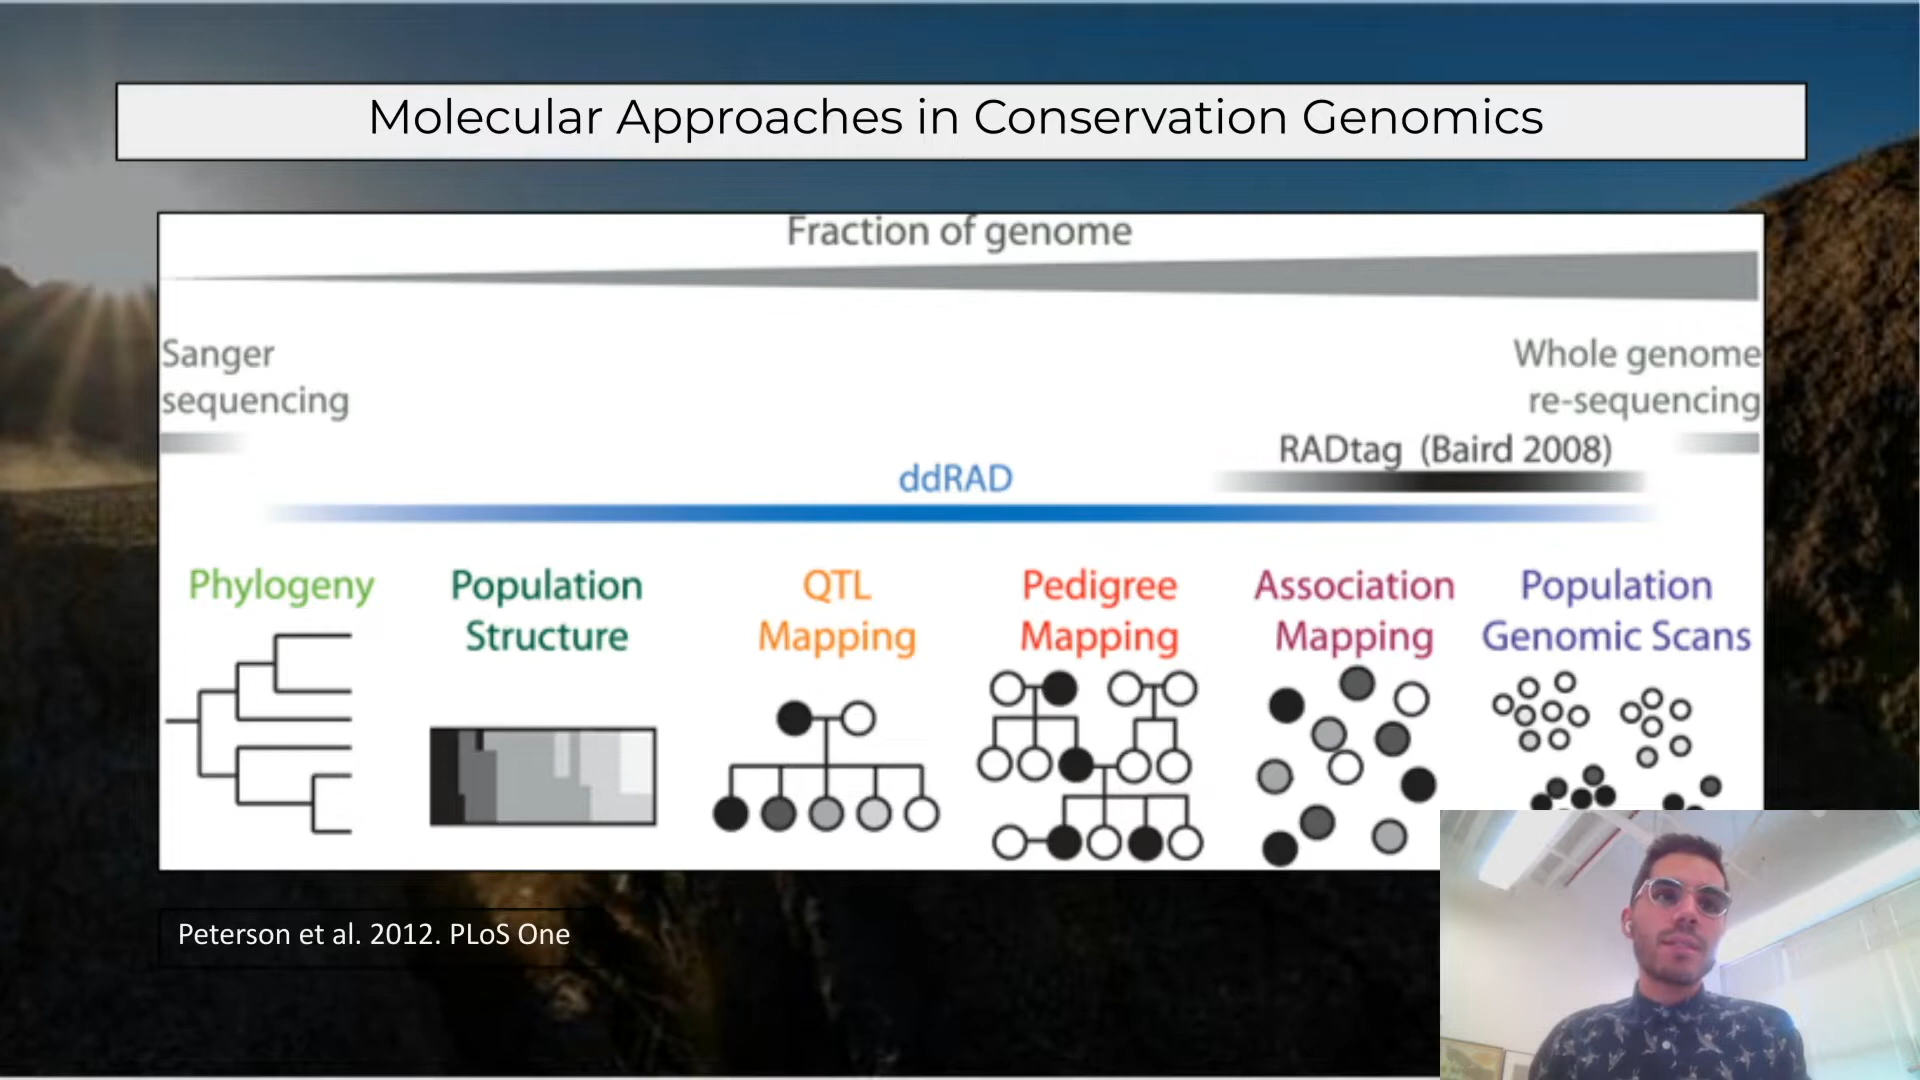 Molecular Approaches in Conservation Genomics
Fraction of genome
Sanger
sequencing
Whole genome
re-sequencing
RADtag (Baird 2008)
ddRAD
Phylogeny
Population
Structure
QTL
Mapping
Pedigree
Mapping
Association
Mapping
Population
Genomic Scans
Peterson et al. 2012. PLoS One